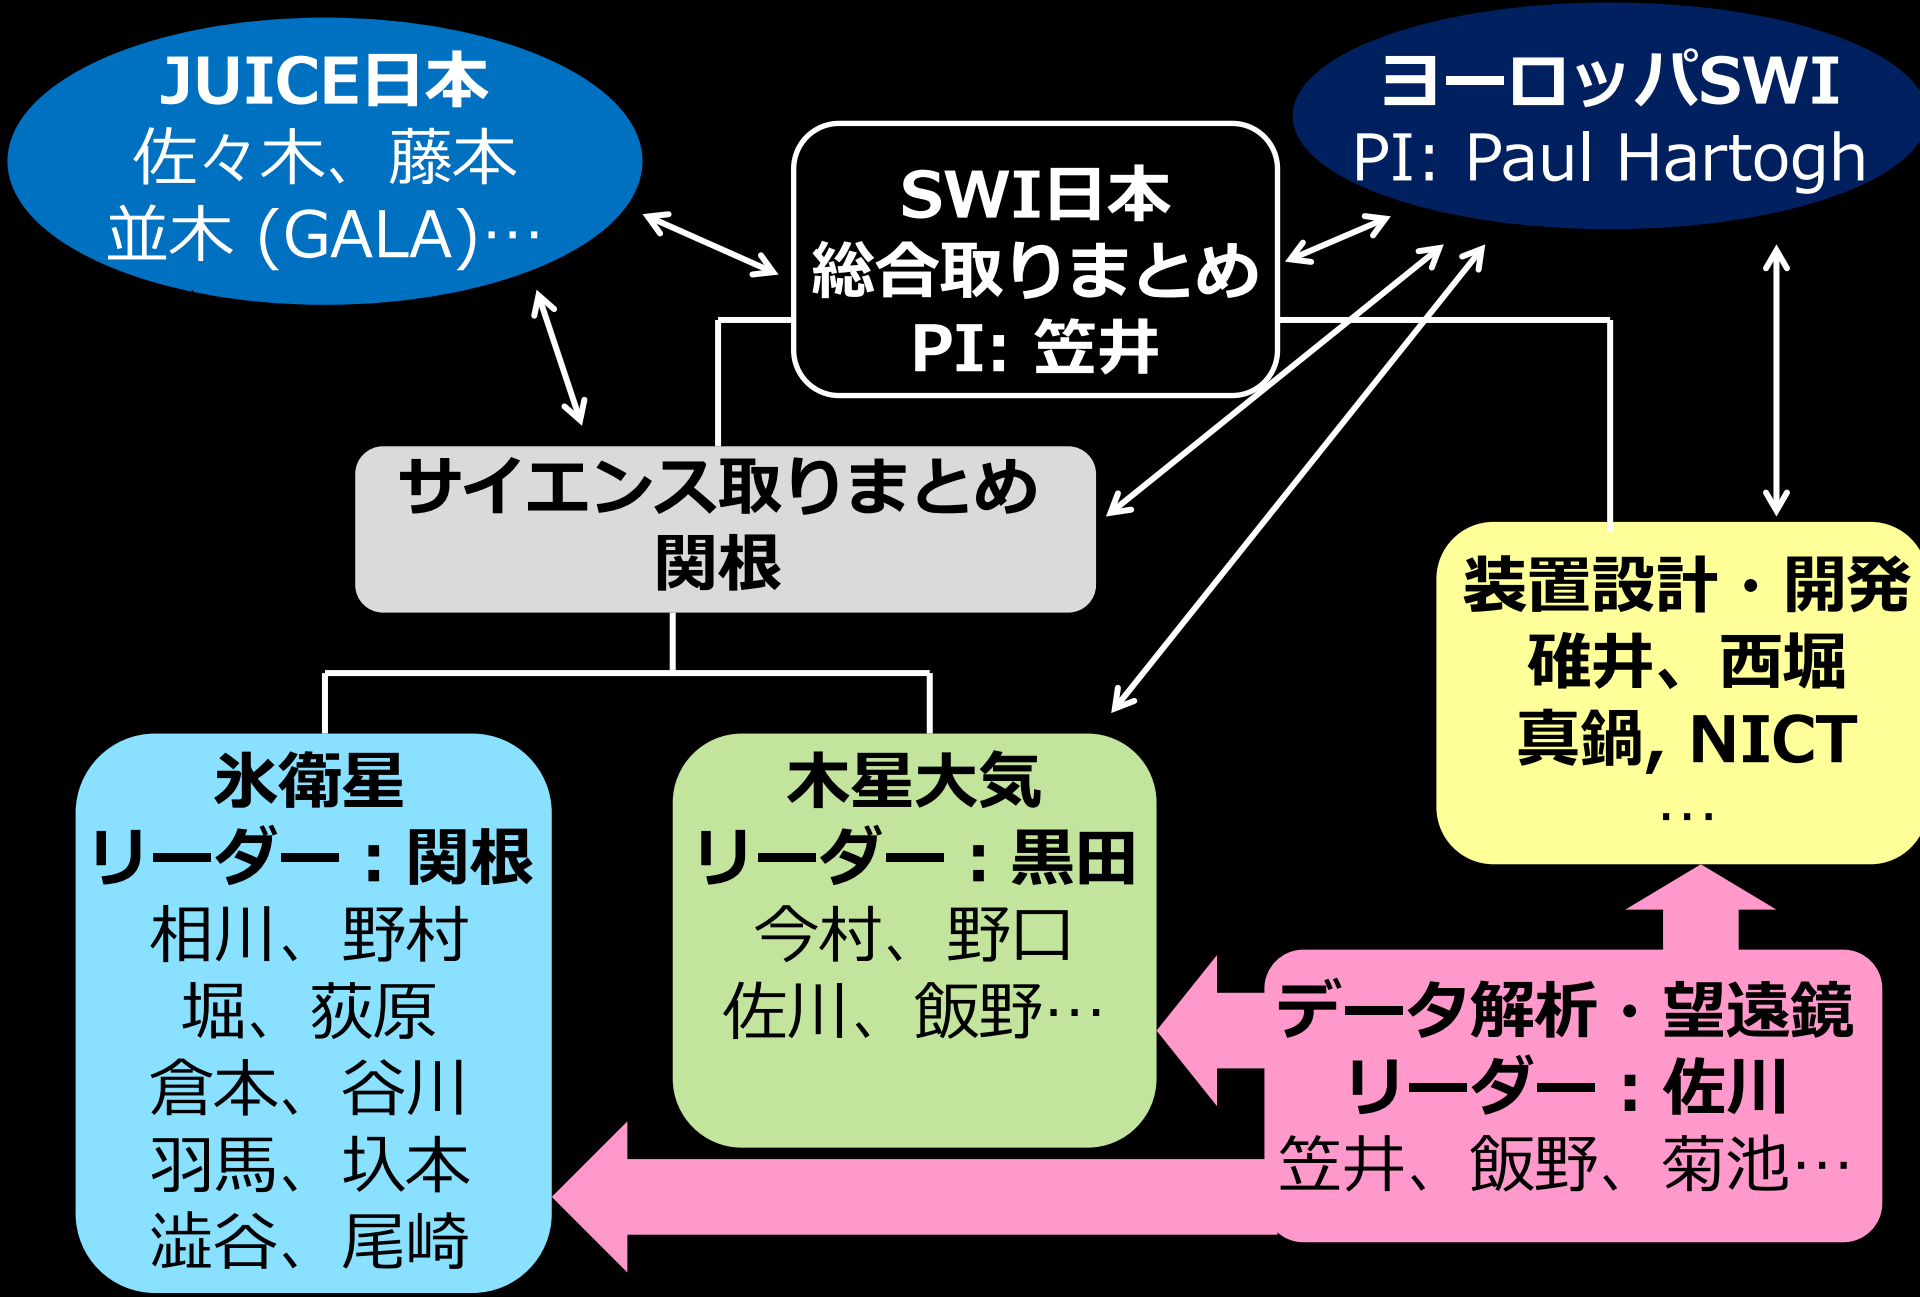 JUICE日本
佐々木、藤本
並木 (GALA)…
ヨーロッパSWI
PI: Paul Hartogh
SWI日本
総合取りまとめ
PI: 笠井
サイエンス取りまとめ
関根
装置設計・開発
碓井、西堀
真鍋, NICT
…
氷衛星
リーダー：関根
相川、野村
堀、荻原
倉本、谷川
羽馬、圦本
澁谷、尾崎
木星大気
リーダー：黒田
今村、野口
佐川、飯野…
データ解析・望遠鏡
リーダー：佐川
笠井、飯野、菊池…